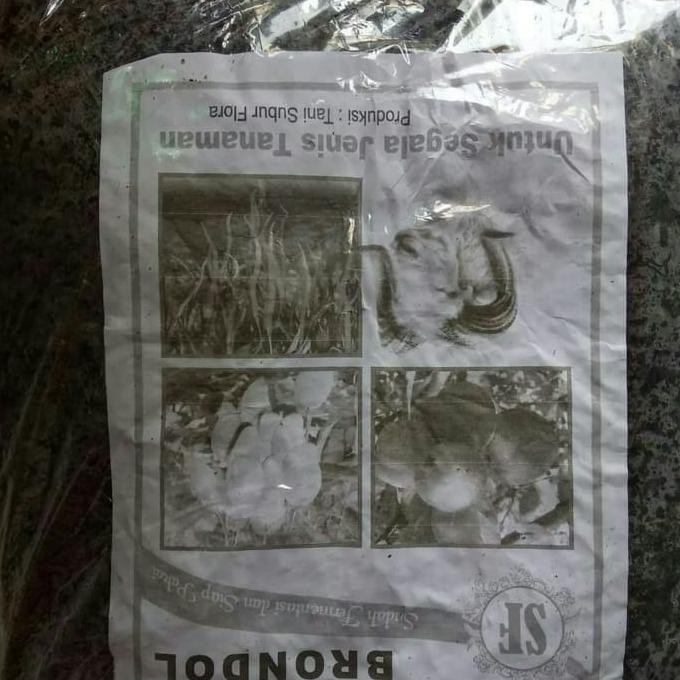 BRONDOL
SF
Sudah Fermentasi dan Siap Pakai
Untuk Segala Jenis Tanaman
Produksi : Tani Subur Flora